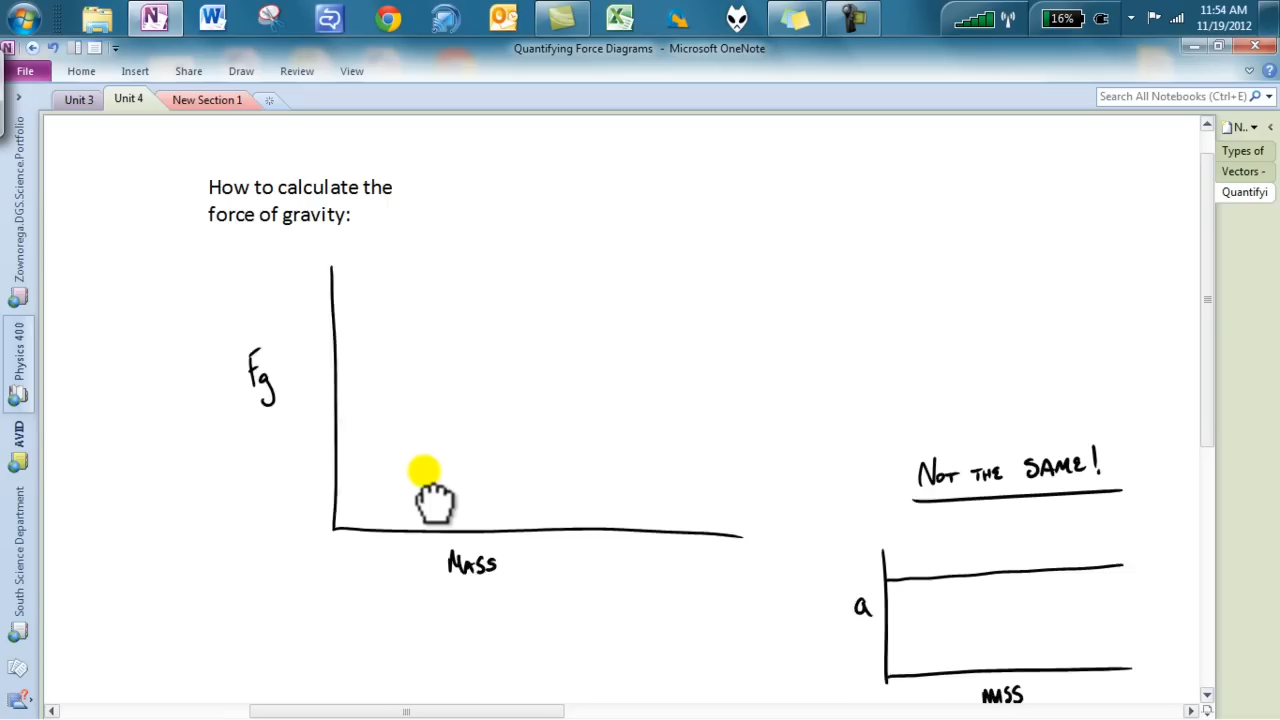 11:54 AM
16%
11/19/2012
Quantifying Force Diagrams - Microsoft OneNote
File Home Insert Share Draw Review View
Unit 3 Unit 4 New Section 1
Search All Notebooks (Ctrl+E)
N..
Types of
Vectors -
Quantifyi
Zownorega.DGS.Science.Portfolio
Physics 400
AVID
South Science Department
How to calculate the
force of gravity:
Fg
MASS
NOT THE SAME!
a
MASS